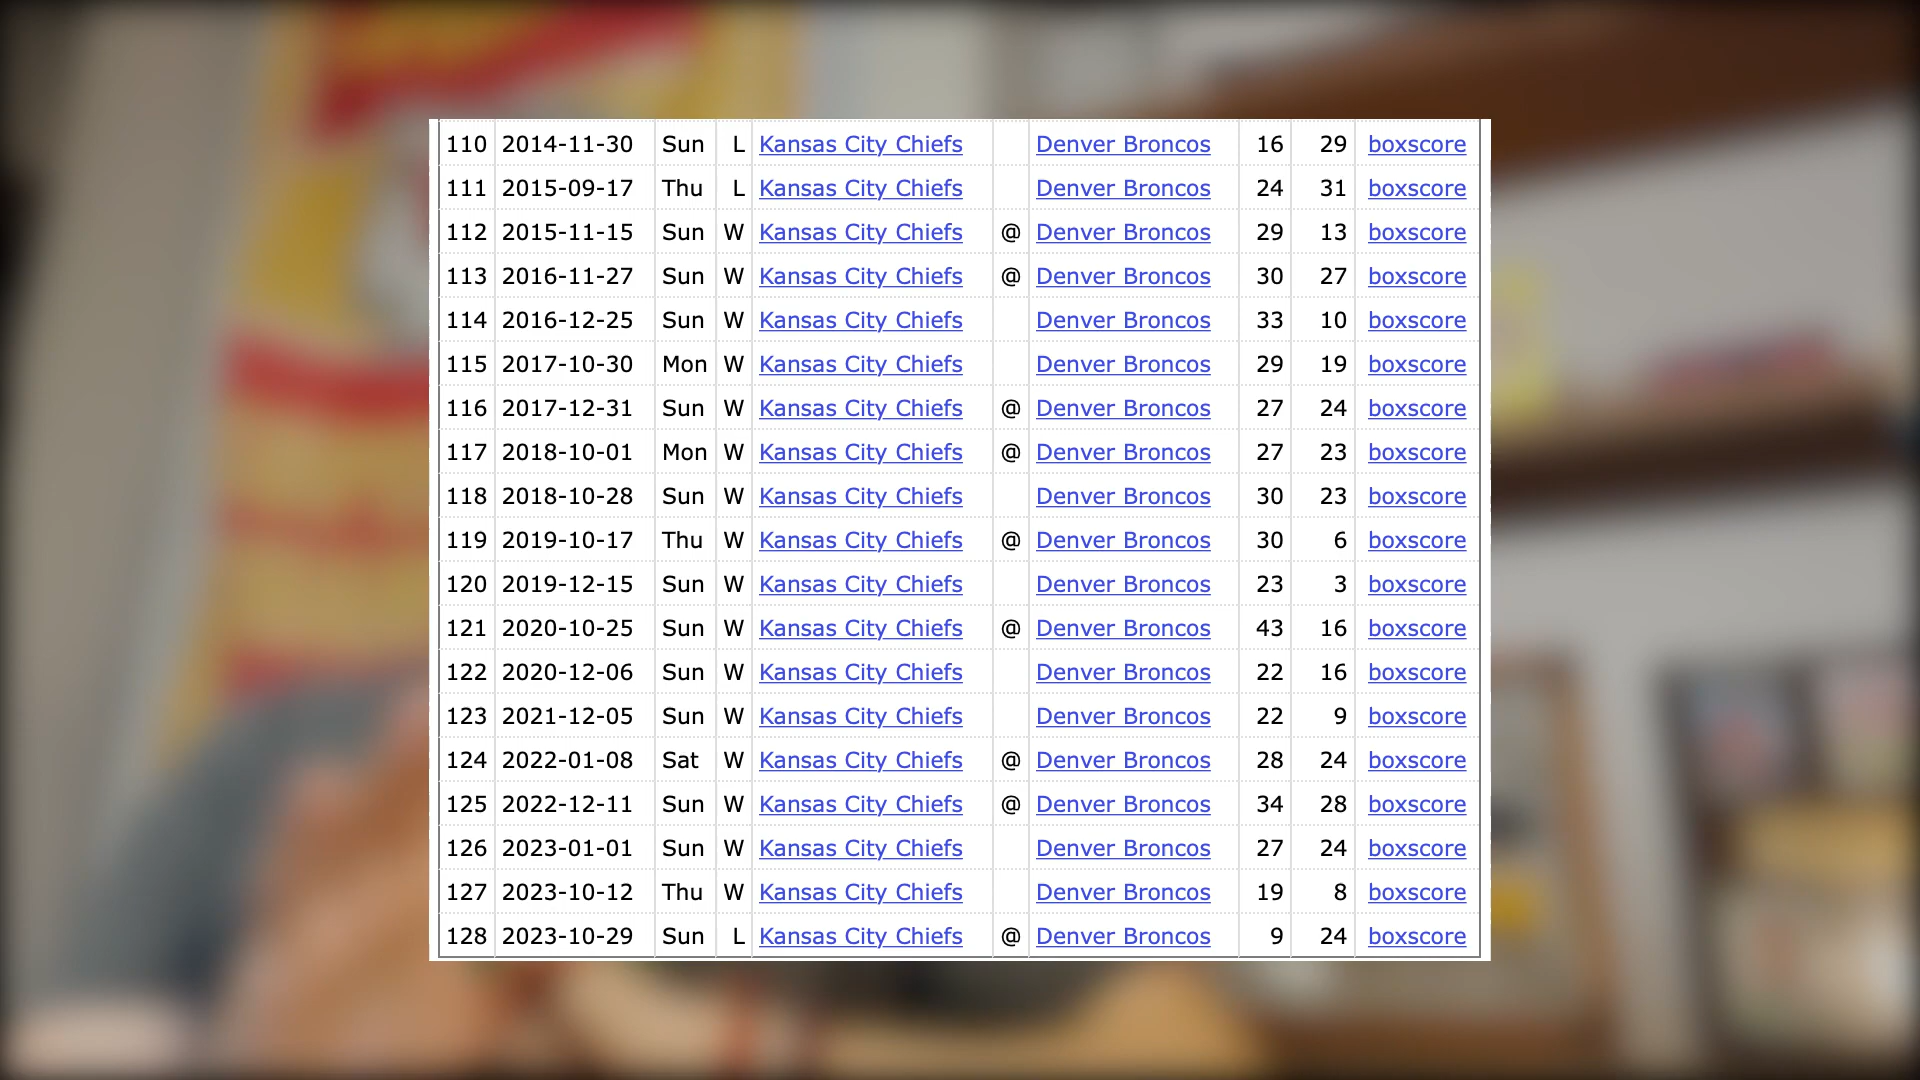 110 2014-11-30 Sun L Kansas City Chiefs Denver Broncos 16 29 boxscore
111 2015-09-17 Thu L Kansas City Chiefs Denver Broncos 24 31 boxscore
112 2015-11-15 Sun W Kansas City Chiefs @ Denver Broncos 29 13 boxscore
113 2016-11-27 Sun W Kansas City Chiefs @ Denver Broncos 30 27 boxscore
114 2016-12-25 Sun W Kansas City Chiefs Denver Broncos 33 10 boxscore
115 2017-10-30 Mon W Kansas City Chiefs Denver Broncos 29 19 boxscore
116 2017-12-31 Sun W Kansas City Chiefs @ Denver Broncos 27 24 boxscore
117 2018-10-01 Mon W Kansas City Chiefs @ Denver Broncos 27 23 boxscore
118 2018-10-28 Sun W Kansas City Chiefs Denver Broncos 30 23 boxscore
119 2019-10-17 Thu W Kansas City Chiefs @ Denver Broncos 30 6 boxscore
120 2019-12-15 Sun W Kansas City Chiefs Denver Broncos 23 3 boxscore
121 2020-10-25 Sun W Kansas City Chiefs @ Denver Broncos 43 16 boxscore
122 2020-12-06 Sun W Kansas City Chiefs Denver Broncos 22 16 boxscore
123 2021-12-05 Sun W Kansas City Chiefs Denver Broncos 22 9 boxscore
124 2022-01-08 Sat W Kansas City Chiefs @ Denver Broncos 28 24 boxscore
125 2022-12-11 Sun W Kansas City Chiefs @ Denver Broncos 34 28 boxscore
126 2023-01-01 Sun W Kansas City Chiefs Denver Broncos 27 24 boxscore
127 2023-10-12 Thu W Kansas City Chiefs Denver Broncos 19 8 boxscore
128 2023-10-29 Sun L Kansas City Chiefs @ Denver Broncos 9 24 boxscore